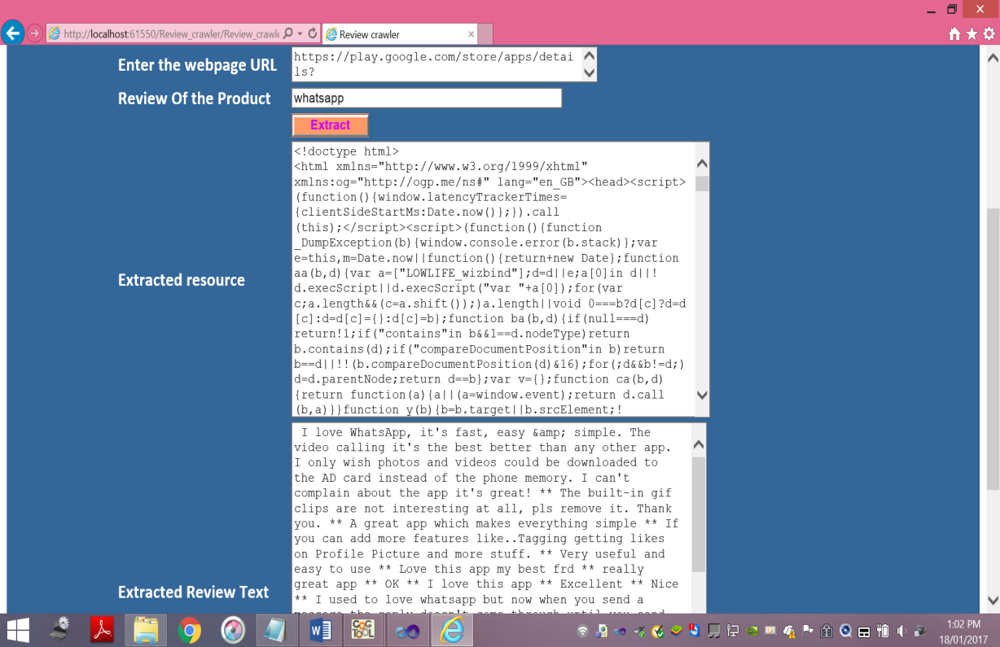 http://localhost:61550/Review_crawler/Review_crawle
Review crawler
Enter the webpage URL
https://play.google.com/store/apps/detai
ls?
Review Of the Product
whatsapp
Extract
Extracted resource
<!doctype html>
<html xmlns="http://www.w3.org/1999/xhtml"
xmlns:og="http://ogp.me/ns#" lang="en_GB"><head><script>
(function(){window.latencyTrackerTimes=
{clientSideStartMs:Date.now()};}).call
(this);</script><script>(function(){function
_DumpException(b){window.console.error(b.stack)};var
e=this,m=Date.now||function(){return+new Date};function
aa(b,d){var a=["LOWLIFE_wizbind"];d=d||e;a[0]in d||!
d.execScript||d.execScript("var "+a[0]);for(var
c;a.length&&(c=a.shift());)a.length||void 0===b?d[c]?d=d
[c]:d=d[c]={}:d[c]=b};function ba(b,d){if(null===d)
return!1;if("contains"in b&&1==d.nodeType)return
b.contains(d);if("compareDocumentPosition"in b)return
b==d||!!(b.compareDocumentPosition(d)&16);for(;d&&b!=d;)
d=d.parentNode;return d==b};var v={};function ca(b,d)
{return function(a){a||(a=window.event);return d.call
(b,a)}}function y(b){b=b.target||b.srcElement;!
Extracted Review Text
I love WhatsApp, it's fast, easy &amp; simple. The
video calling it's the best better than any other app.
I only wish photos and videos could be downloaded to
the AD card instead of the phone memory. I can't
complain about the app it's great! ** The built-in gif
clips are not interesting at all, pls remove it. Thank
you. ** A great app which makes everything simple ** If
you can add more features like..Tagging getting likes
on Profile Picture and more stuff. ** Very useful and
easy to use ** Love this app my best frd ** really
great app ** OK ** I love this app ** Excellent ** Nice
** I used to love whatsapp but now when you send a
message the reply doesn't come through until you send
1:02 PM
18/01/2017